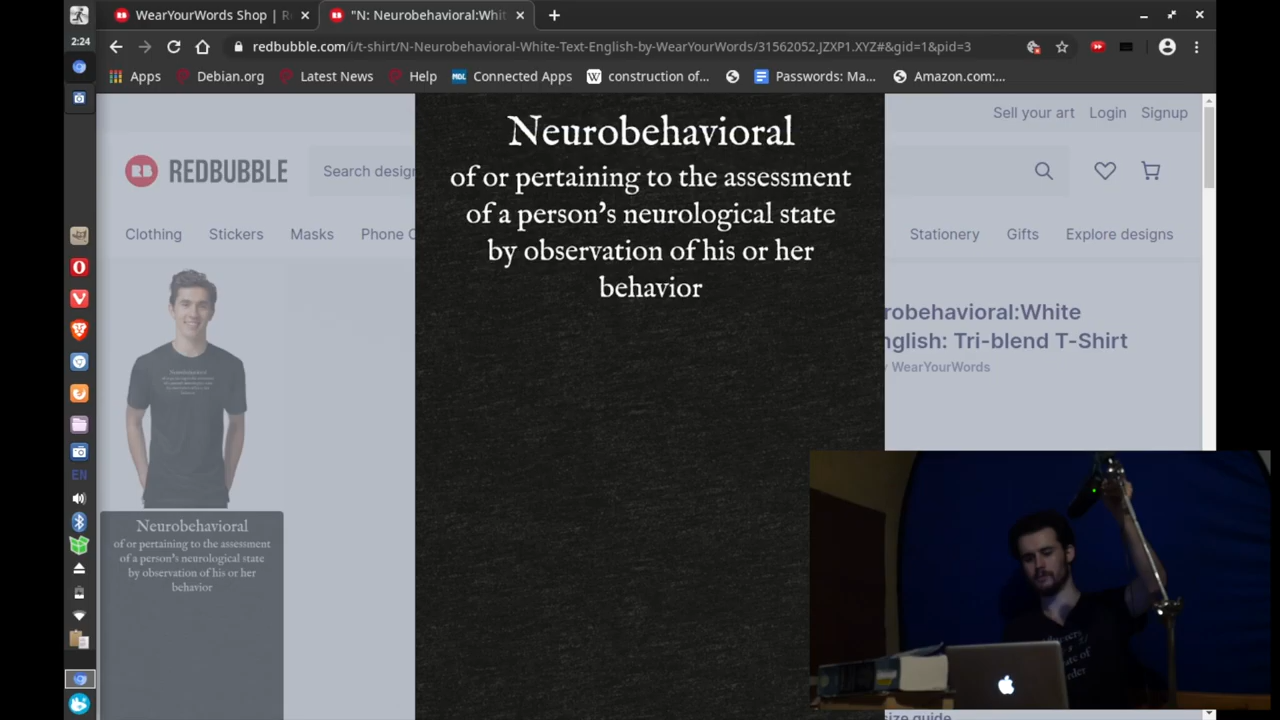 WearYourWords Shop | R
"N: Neurobehavioral:Whit
2:24
redbubble.com/i/t-shirt/N-Neurobehavioral-White-Text-English-by-WearYourWords/31562052.JZXP1.XYZ#&gid=1&pid=3
Apps
Debian.org
Latest News
Help
MDL
Connected Apps
W
construction of...
Passwords: Ma...
Amazon.com:...
Sell your art
Login
Signup
RB
REDBUBBLE
Search design
Clothing
Stickers
Masks
Phone C
Stationery
Gifts
Explore designs
Neurobehavioral
of or pertaining to the assessment
of a person's neurological state
by observation of his or her
behavior
robehavioral:White
nglish: Tri-blend T-Shirt
WearYourWords
Neurobehavioral
of or pertaining to the assessment
of a person's neurological state
by observation of his or her
behavior
EN
size guide